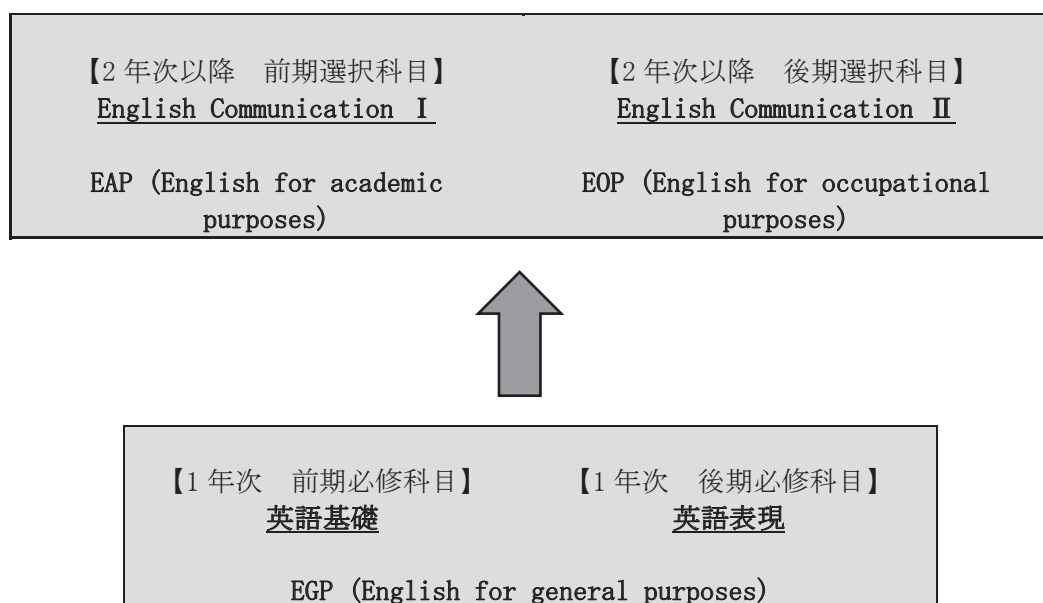 【2年次以降　前期選択科目】
English Communication Ⅰ
EAP (English for academic
purposes)
【2年次以降　後期選択科目】
English Communication Ⅱ
EOP (English for occupational
purposes)
【1年次　前期必修科目】
英語基礎
【1年次　後期必修科目】
英語表現
EGP (English for general purposes)